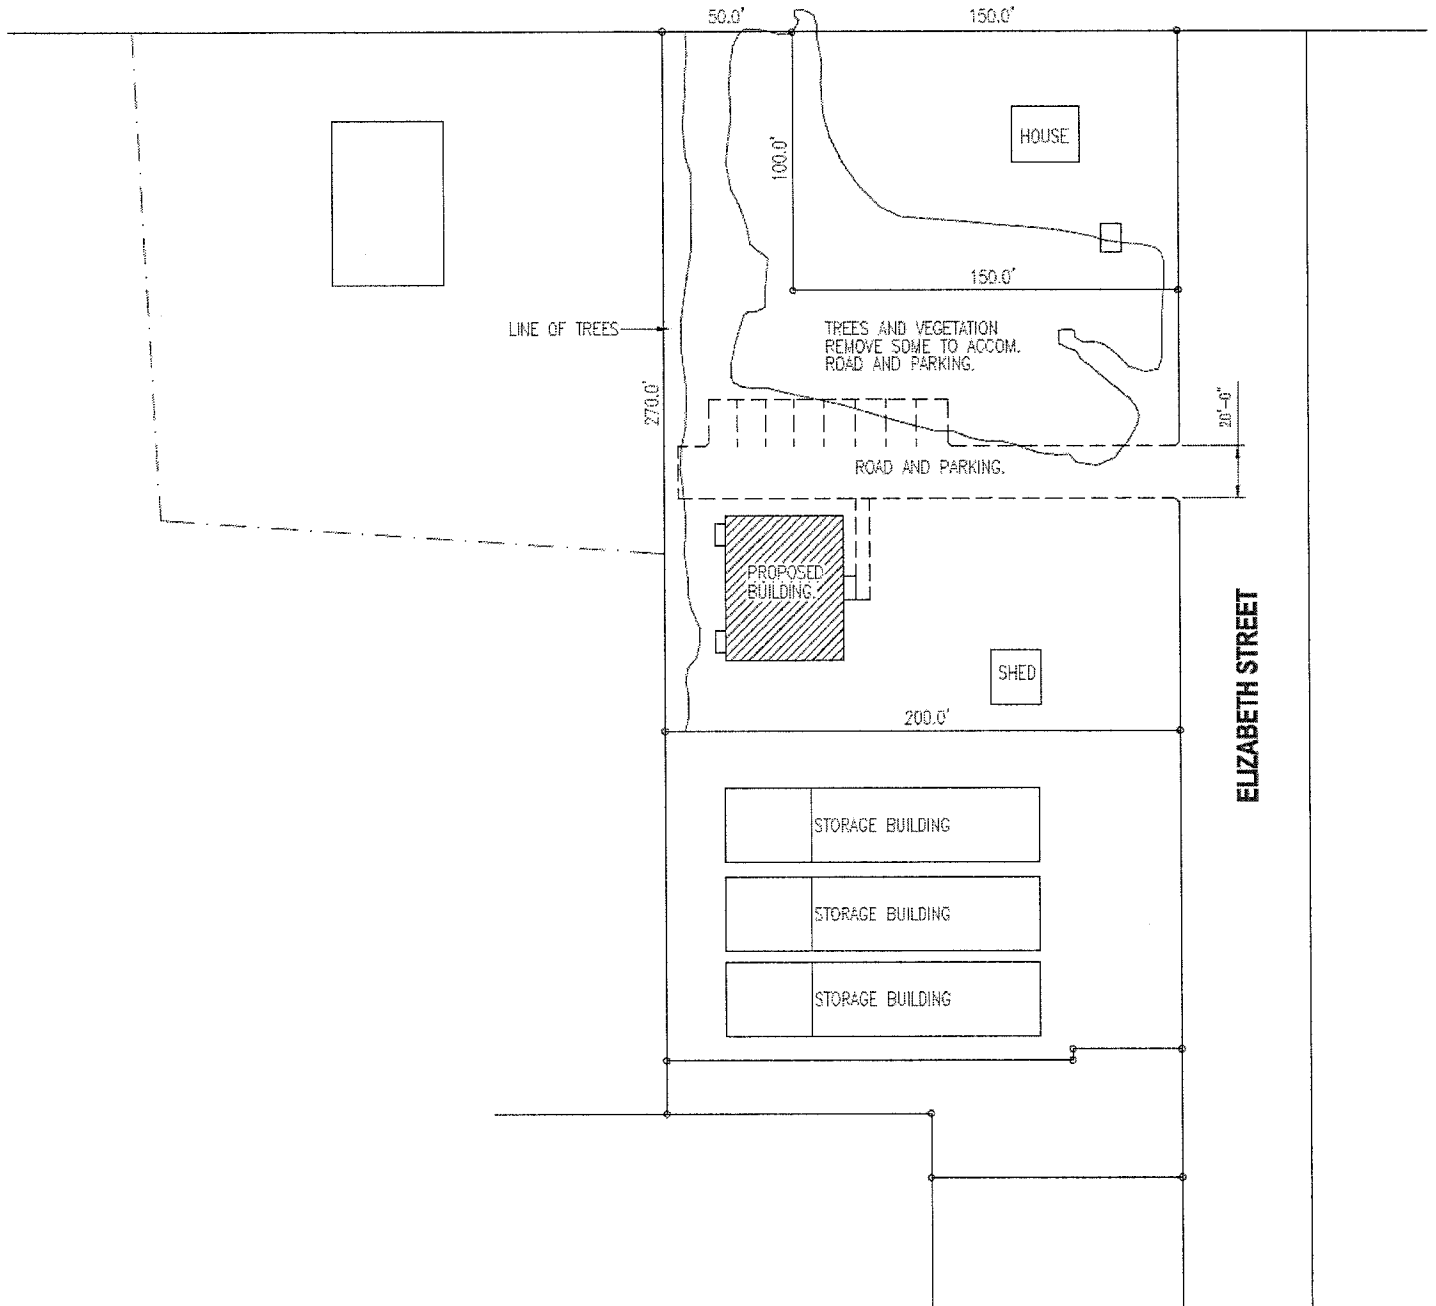 50.0'
150.0'
HOUSE
100.0'
150.0'
LINE OF TREES
TREES AND VEGETATION
REMOVE SOME TO ACCOM.
ROAD AND PARKING.
270.0'
20'-0"
ROAD AND PARKING.
PROPOSED
BUILDING.
ELIZABETH STREET
SHED
200.0'
STORAGE BUILDING
STORAGE BUILDING
STORAGE BUILDING